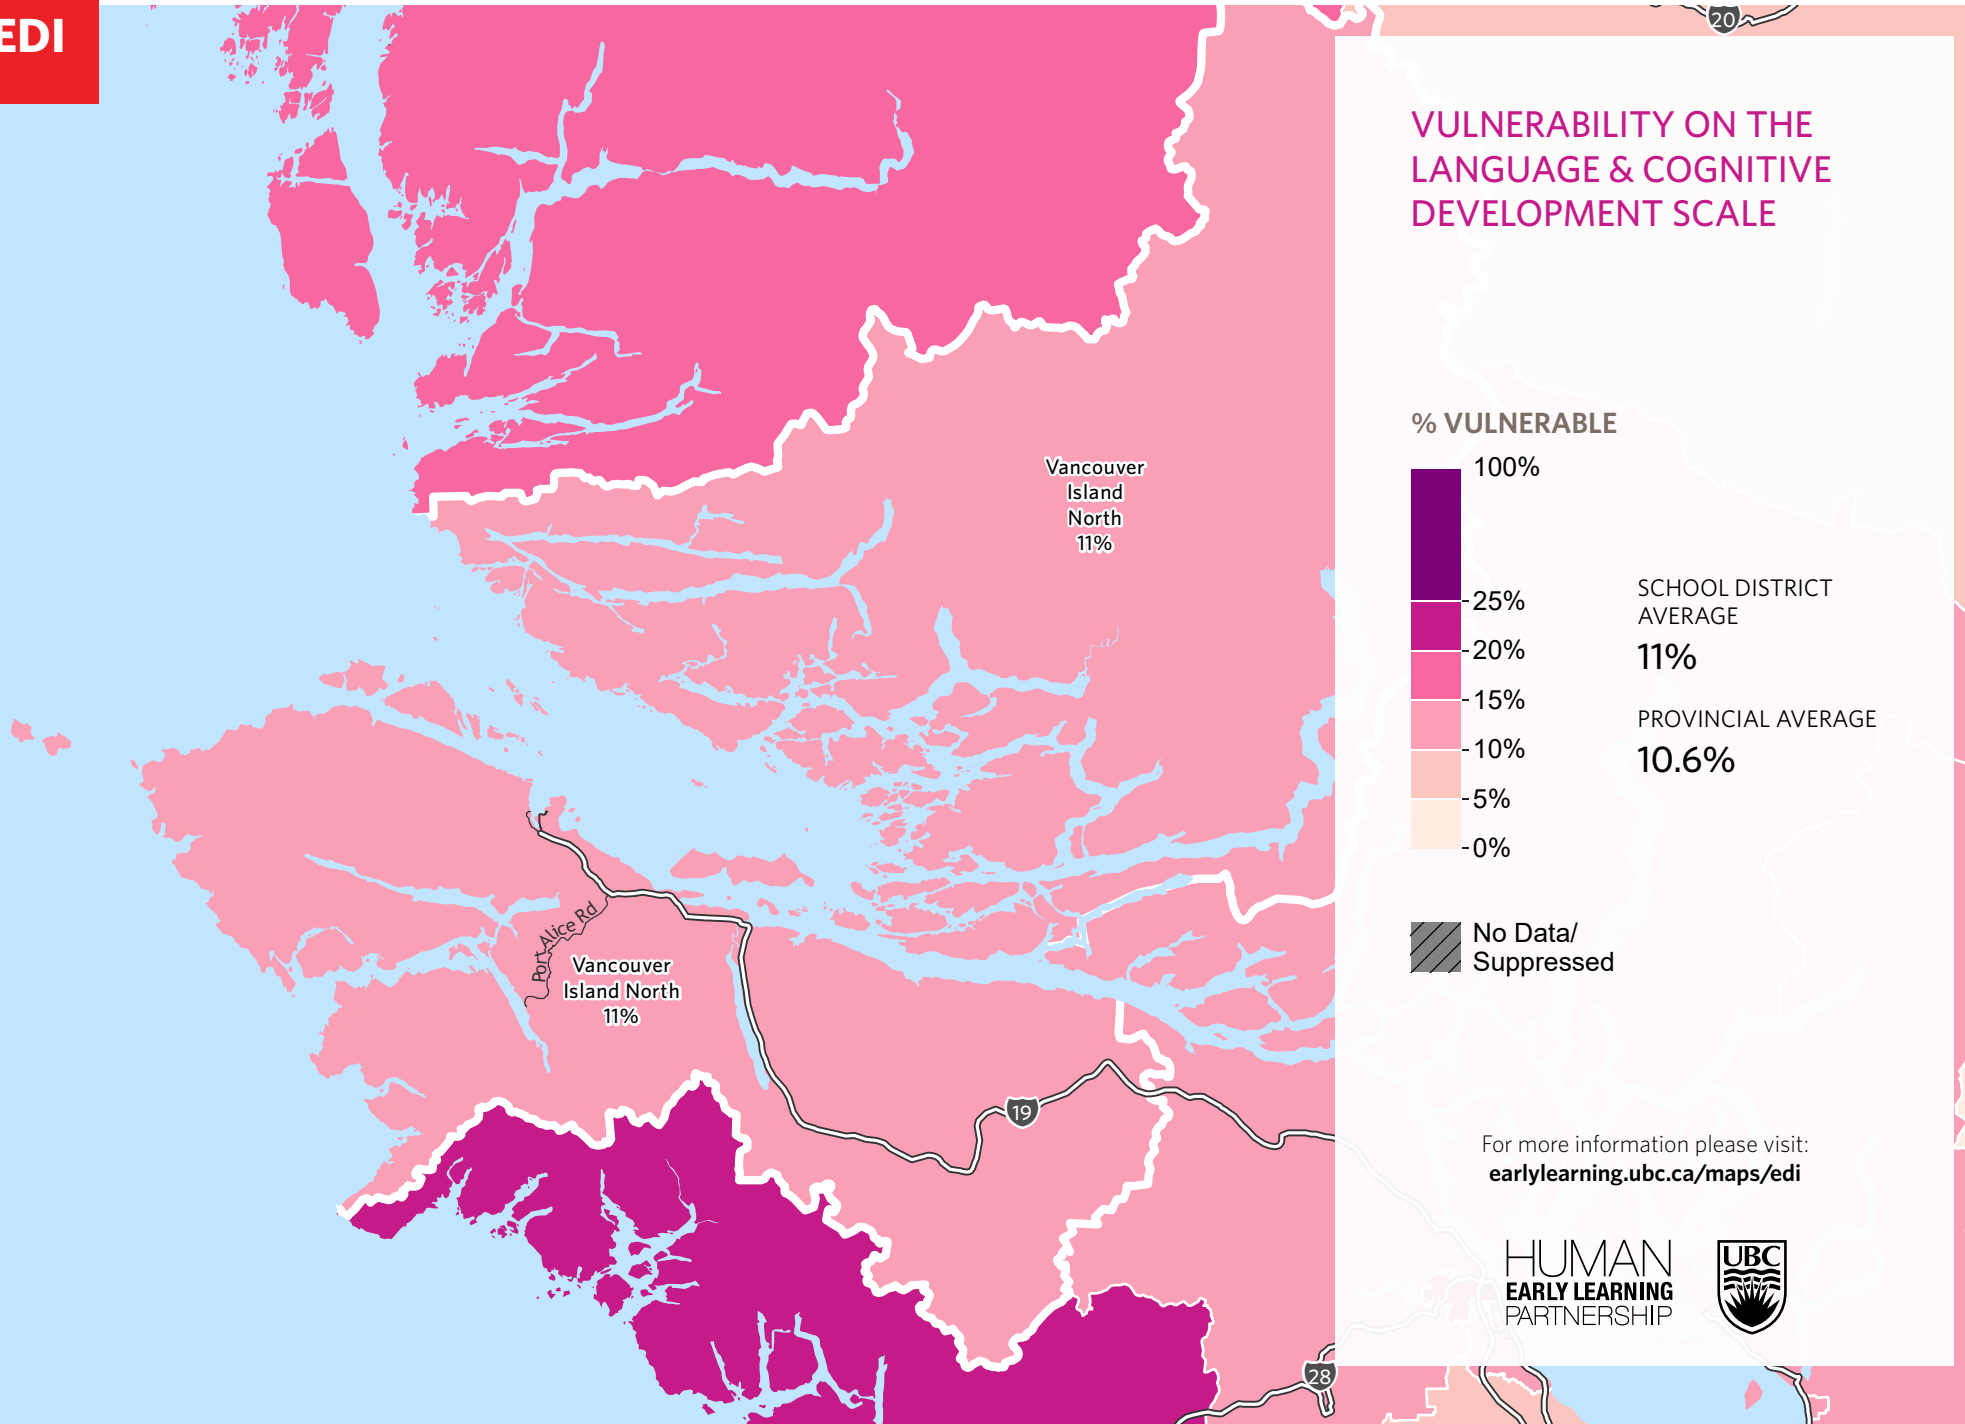 EDI
20
VULNERABILITY ON THE
LANGUAGE & COGNITIVE
DEVELOPMENT SCALE
% VULNERABLE
100%
25%
20%
15%
10%
5%
0%
No Data/
Suppressed
SCHOOL DISTRICT
AVERAGE
11%
PROVINCIAL AVERAGE
10.6%
Vancouver
Island
North
11%
Port Alice Rd
Vancouver
Island North
11%
19
28
For more information please visit:
earlylearning.ubc.ca/maps/edi
HUMAN
EARLY LEARNING
PARTNERSHIP
UBC